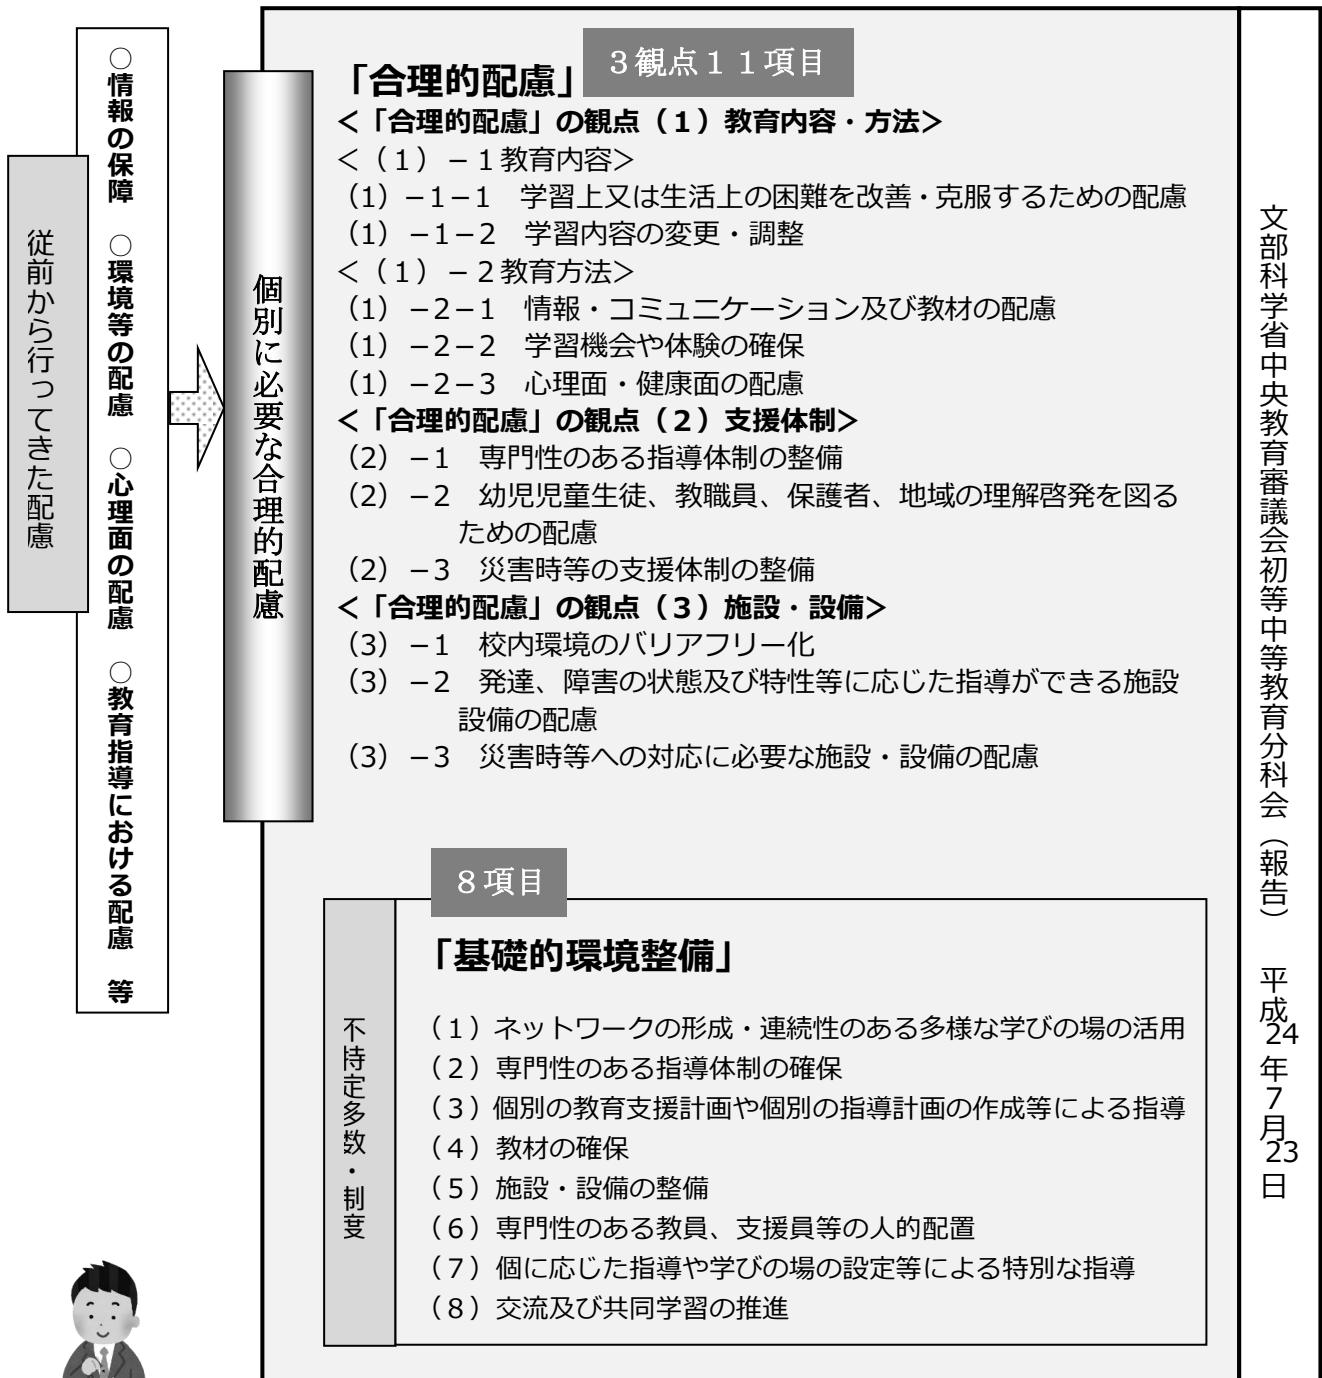 従前から行ってきた配慮
○情報の保障　○環境等の配慮　○心理面の配慮　○教育指導における配慮　等
個別に必要な合理的配慮
「合理的配慮」
３観点１１項目
＜「合理的配慮」の観点（１）教育内容・方法＞
＜（１）－１教育内容＞
（1）－1－1　学習上又は生活上の困難を改善・克服するための配慮
（1）－1－2　学習内容の変更・調整
＜（１）－２教育方法＞
（1）－2－1　情報・コミュニケーション及び教材の配慮
（1）－2－2　学習機会や体験の確保
（1）－2－3　心理面・健康面の配慮
＜「合理的配慮」の観点（２）支援体制＞
（2）－1　専門性のある指導体制の整備
（2）－2　幼児児童生徒、教職員、保護者、地域の理解啓発を図る
ための配慮
（2）－3　災害時等の支援体制の整備
＜「合理的配慮」の観点（３）施設・設備＞
（3）－1　校内環境のバリアフリー化
（3）－2　発達、障害の状態及び特性等に応じた指導ができる施設
設備の配慮
（3）－3　災害時等への対応に必要な施設・設備の配慮
８項目
「基礎的環境整備」
不特定多数・制度
（１）ネットワークの形成・連続性のある多様な学びの場の活用
（２）専門性のある指導体制の確保
（３）個別の教育支援計画や個別の指導計画の作成等による指導
（４）教材の確保
（５）施設・設備の整備
（６）専門性のある教員、支援員等の人的配置
（７）個に応じた指導や学びの場の設定等による特別な指導
（８）交流及び共同学習の推進
文部科学省中央教育審議会初等中等教育分科会（報告）　平成24年7月23日